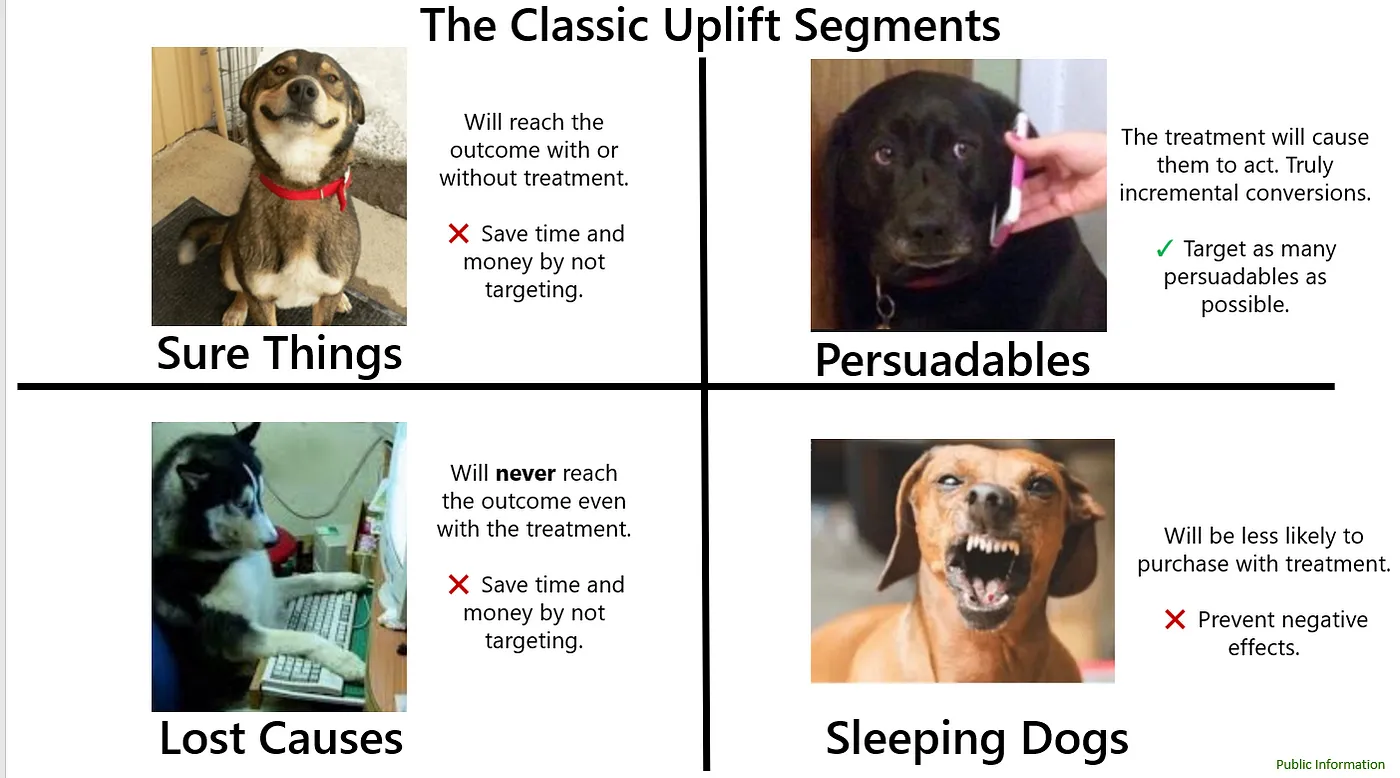 The Classic Uplift Segments
Will reach the
outcome with or
without treatment.
❌ Save time and
money by not
targeting.
Sure Things
The treatment will cause
them to act. Truly
incremental conversions.
✓ Target as many
persuadables as
possible.
Persuadables
Will never reach
the outcome even
with the treatment.
❌ Save time and
money by not
targeting.
Lost Causes
Will be less likely to
purchase with treatment.
❌ Prevent negative
effects.
Sleeping Dogs
Public Information